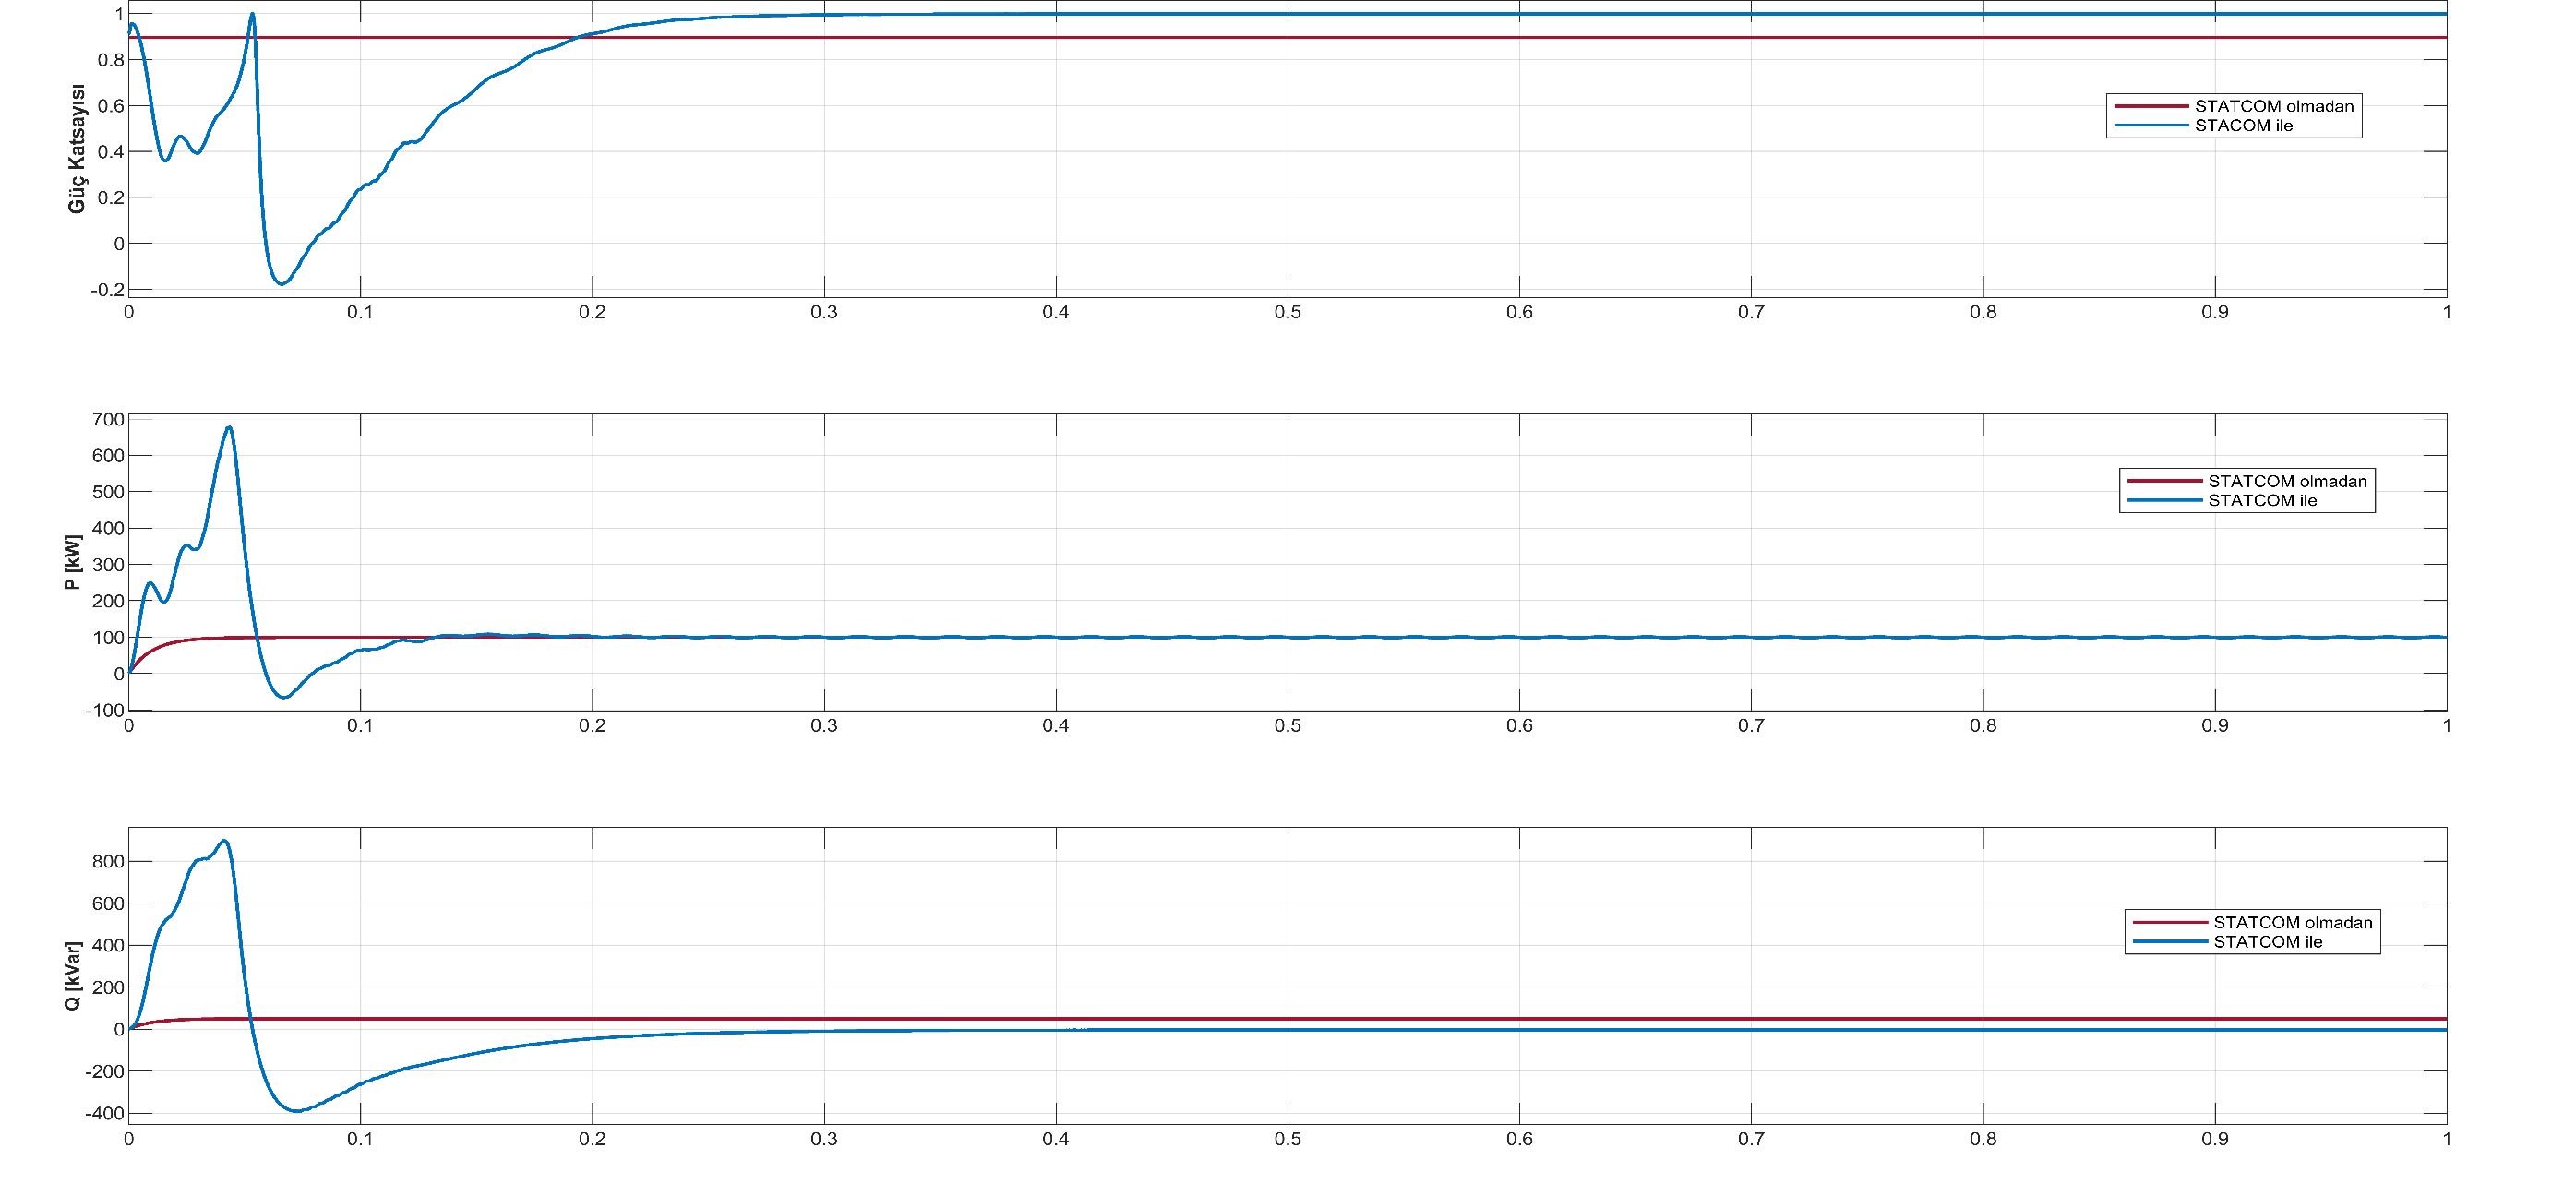 1
0.8
0.6
0.4
0.2
0
-0.2
Güç Katsayısı
STATCOM olmadan
STACOM ile
0 0.1 0.2 0.3 0.4 0.5 0.6 0.7 0.8 0.9 1
700
600
500
400
300
200
100
0
-100
P [kW]
STATCOM olmadan
STATCOM ile
0 0.1 0.2 0.3 0.4 0.5 0.6 0.7 0.8 0.9 1
800
600
400
200
0
-200
-400
Q [kVar]
STATCOM olmadan
STATCOM ile
0 0.1 0.2 0.3 0.4 0.5 0.6 0.7 0.8 0.9 1